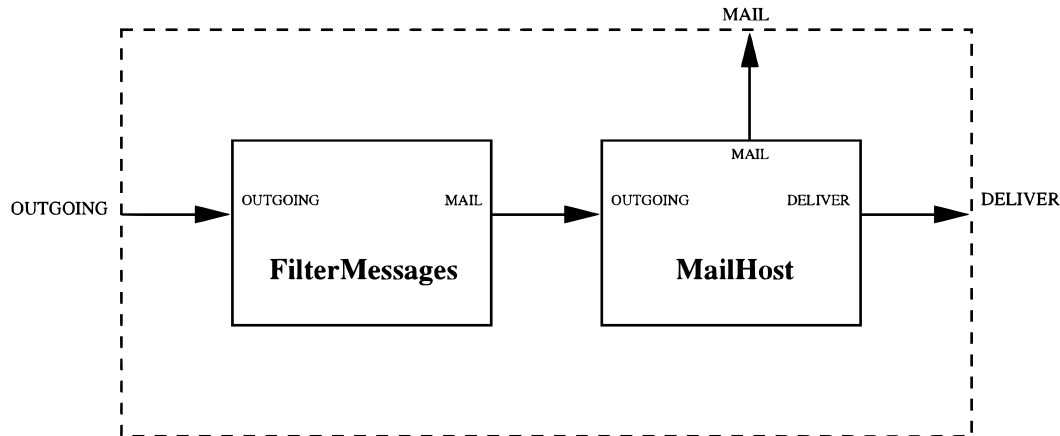 MAIL
MAIL
OUTGOING
OUTGOING
MAIL
OUTGOING
DELIVER
DELIVER
FilterMessages
MailHost